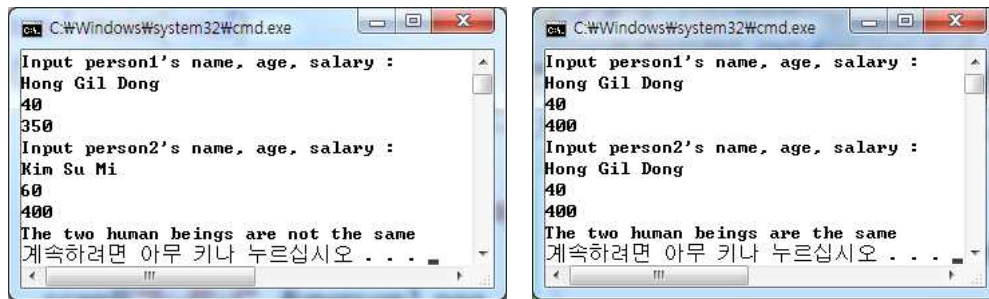 C:₩Windows₩system32₩cmd.exe
Input person1's name, age, salary :
Hong Gil Dong
40
350
Input person2's name, age, salary :
Kim Su Mi
60
400
The two human beings are not the same
계속하려면 아무 키나 누르십시오 . . .
C:₩Windows₩system32₩cmd.exe
Input person1's name, age, salary :
Hong Gil Dong
40
400
Input person2's name, age, salary :
Hong Gil Dong
40
400
The two human beings are the same
계속하려면 아무 키나 누르십시오 . . .